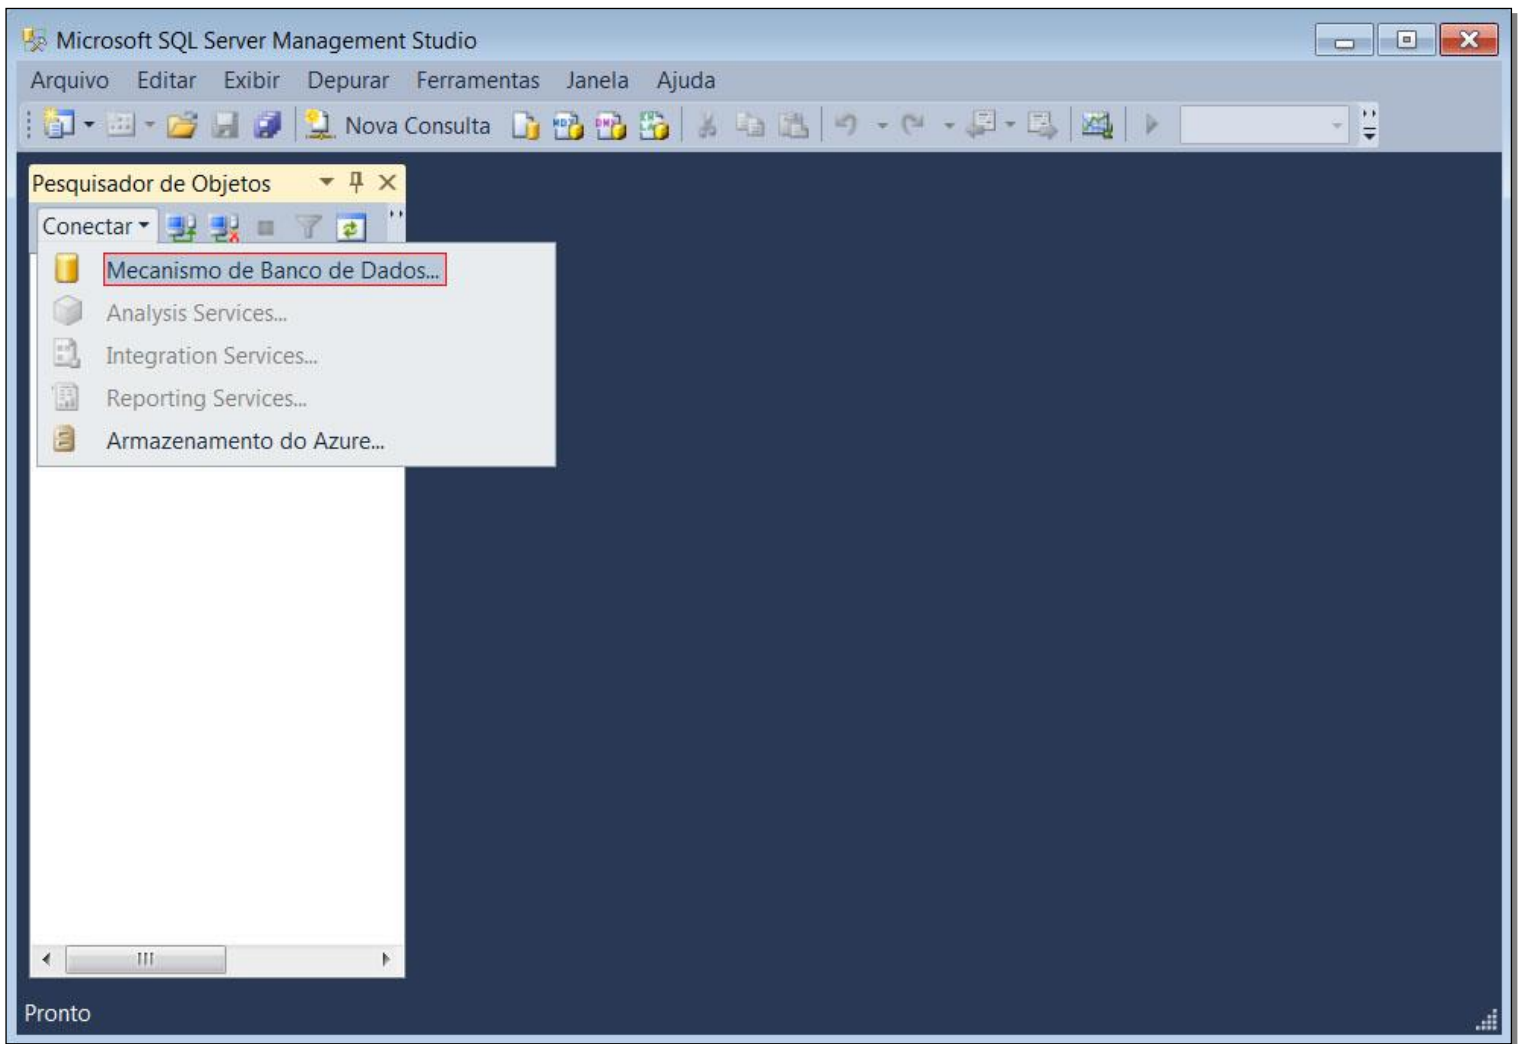 Microsoft SQL Server Management Studio
Arquivo Editar Exibir Depurar Ferramentas Janela Ajuda
Nova Consulta
Pesquisador de Objetos
Conectar
Mecanismo de Banco de Dados...
Analysis Services...
Integration Services...
Reporting Services...
Armazenamento do Azure...
Pronto